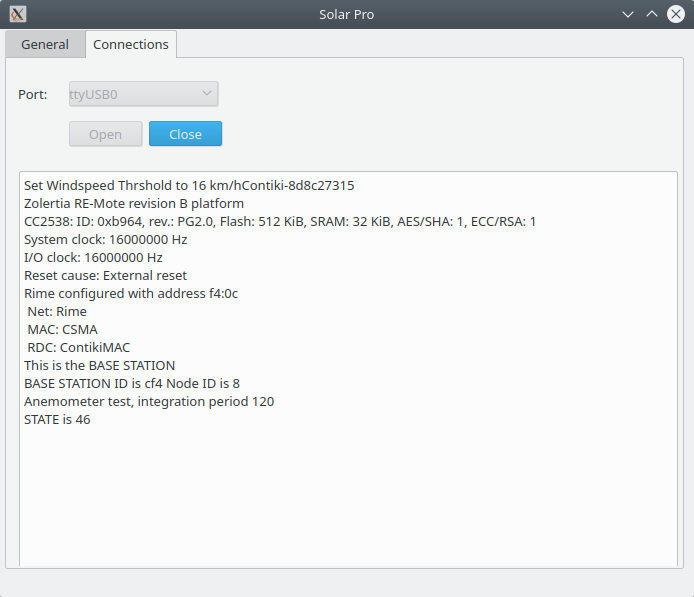 Solar Pro
General Connections
Port: ttyUSB0
Open Close
Set Windspeed Thrshold to 16 km/hContiki-8d8c27315
Zolertia RE-Mote revision B platform
CC2538: ID: 0xb964, rev.: PG2.0, Flash: 512 KiB, SRAM: 32 KiB, AES/SHA: 1, ECC/RSA: 1
System clock: 16000000 Hz
I/O clock: 16000000 Hz
Reset cause: External reset
Rime configured with address f4:0c
Net: Rime
MAC: CSMA
RDC: ContikiMAC
This is the BASE STATION
BASE STATION ID is cf4 Node ID is 8
Anemometer test, integration period 120
STATE is 46